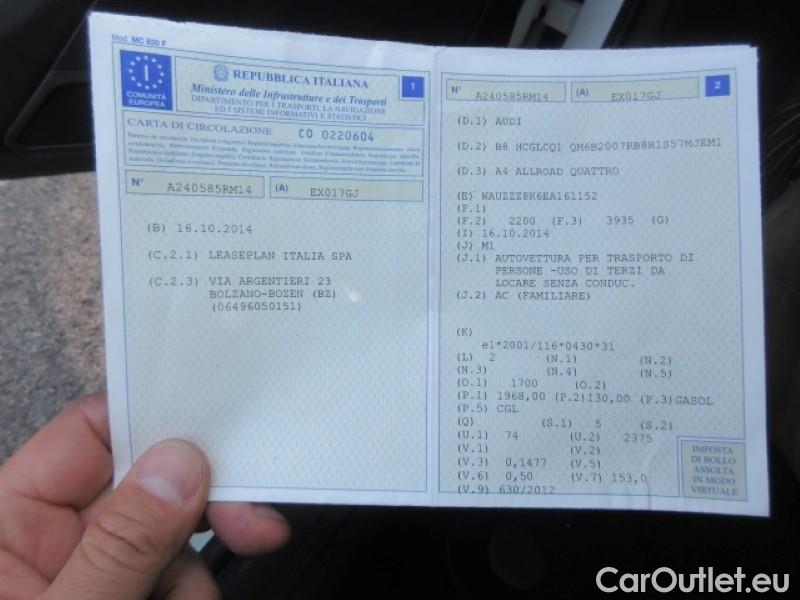 Mod. MC 820 F
I
COMUNITÀ
EUROPEA
REPUBBLICA ITALIANA
Ministero delle Infrastrutture e dei Trasporti
DIPARTIMENTO PER I TRASPORTI, LA NAVIGAZIONE
ED I SISTEMI INFORMATIVI E STATISTICI
1
CARTA DI CIRCOLAZIONE CO 0220604
N° A240585RM14 (A) EX017GJ
(B) 16.10.2014
(C.2.1) LEASEPLAN ITALIA SPA
(C.2.3) VIA ARGENTIERI 23
BOLZANO-BOZEN (BZ)
(06496050151)
N° A240585RM14 (A) EX017GJ 2
(D.1) AUDI
(D.2) B8 HCGLCQ1 QM6B2007RB8H1S57MJEM1
(D.3) A4 ALLROAD QUATTRO
(E) WAUZZZ8K6EA161152
(F.1)
(F.2) 2200 (F.3) 3935 (G)
(I) 16.10.2014
(J) M1
(J.1) AUTOVETTURA PER TRASPORTO DI
PERSONE -USO DI TERZI DA
LOCARE SENZA CONDUC.
(J.2) AC (FAMILIARE)
(K)
e1*2001/116*0430*31
(L) 2 (N.1) (N.2)
(N.3) (N.4) (N.5)
(O.1) 1700 (O.2)
(P.1) 1968,00 (P.2)130,00 (P.3)GASOL
(P.5) CGL
(Q) (S.1) 5 (S.2)
(U.1) 74 (U.2) 2375
(V.1) (V.2)
(V.3) 0,1477 (V.5)
(V.6) 0,50 (V.7) 153,0
(V.9) 630/2012
IMPOSTA
DI BOLLO
ASSOLTA
IN MODO
VIRTUALE
CarOutlet.eu